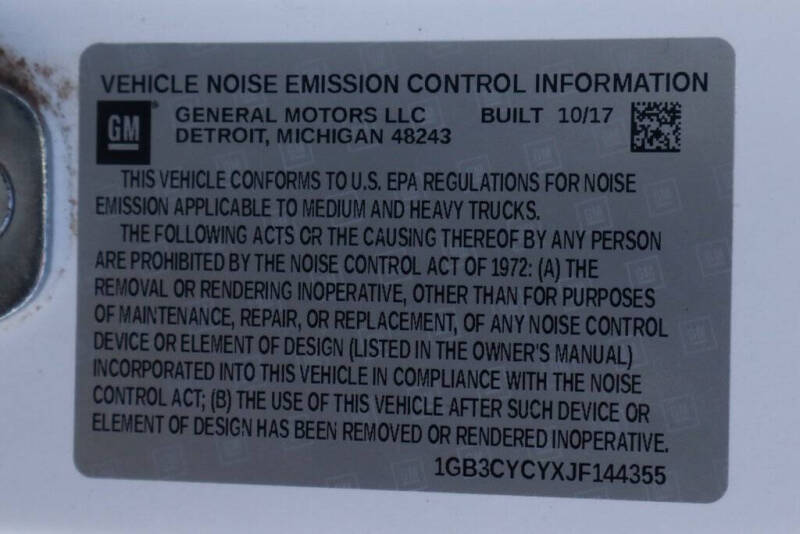 VEHICLE NOISE EMISSION CONTROL INFORMATION
GM® GENERAL MOTORS LLC BUILT 10/17
DETROIT, MICHIGAN 48243
THIS VEHICLE CONFORMS TO U.S. EPA REGULATIONS FOR NOISE
EMISSION APPLICABLE TO MEDIUM AND HEAVY TRUCKS.
THE FOLLOWING ACTS OR THE CAUSING THEREOF BY ANY PERSON
ARE PROHIBITED BY THE NOISE CONTROL ACT OF 1972: (A) THE
REMOVAL OR RENDERING INOPERATIVE, OTHER THAN FOR PURPOSES
OF MAINTENANCE, REPAIR, OR REPLACEMENT, OF ANY NOISE CONTROL
DEVICE OR ELEMENT OF DESIGN (LISTED IN THE OWNER'S MANUAL)
INCORPORATED INTO THIS VEHICLE IN COMPLIANCE WITH THE NOISE
CONTROL ACT; (B) THE USE OF THIS VEHICLE AFTER SUCH DEVICE OR
ELEMENT OF DESIGN HAS BEEN REMOVED OR RENDERED INOPERATIVE.
1GB3CYCYXJF144355